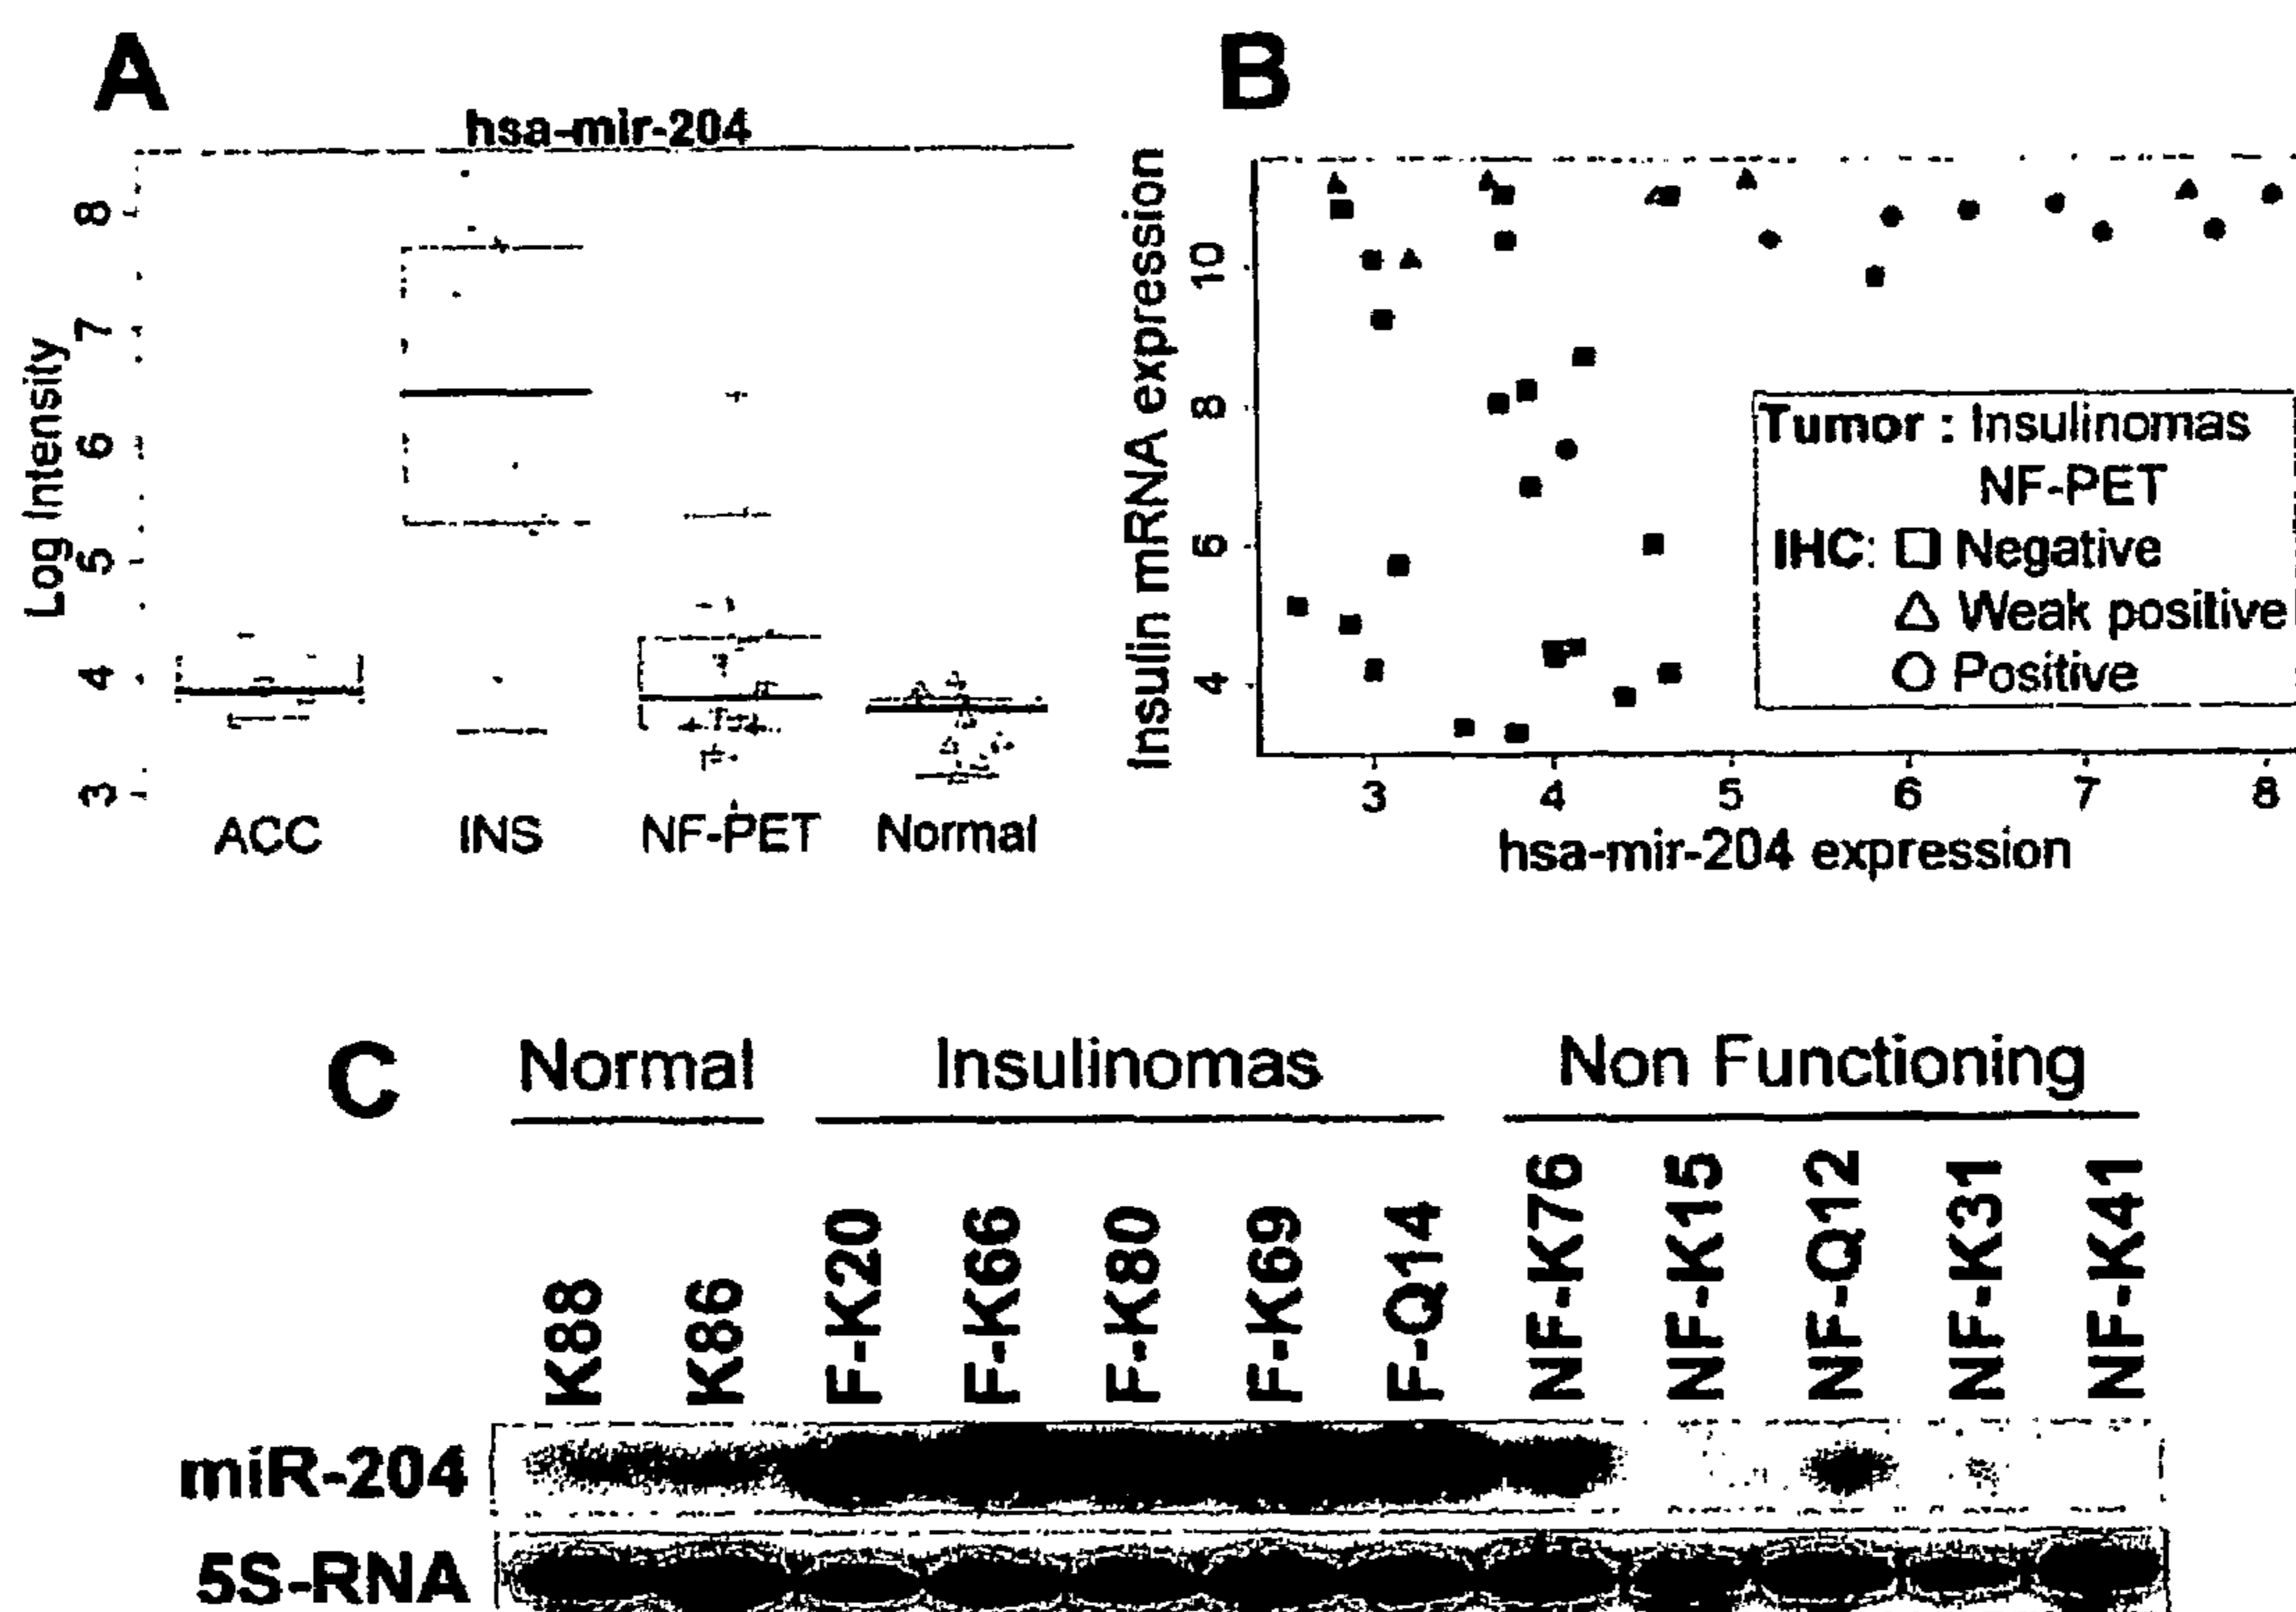 A
hsa-mir-204
Log Intensity
8
7
6
5
4
3
ACC INS NF-PET Normal
B
Insulin mRNA expression
10
8
6
4
Tumor : Insulinomas
NF-PET
IHC: □ Negative
△ Weak positive
○ Positive
3 4 5 6 7 8
hsa-mir-204 expression
C
Normal Insulinomas Non Functioning
K88 K86 F-K20 F-K66 F-K80 F-K69 F-Q14 NF-K76 NF-K15 NF-Q12 NF-K31 NF-K41
miR-204
5S-RNA